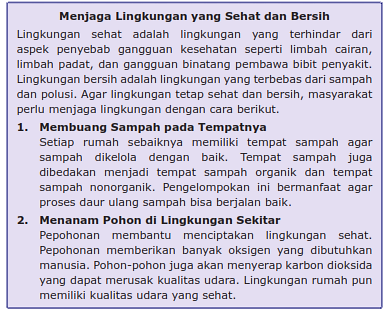 Menjaga Lingkungan yang Sehat dan Bersih
Lingkungan sehat adalah lingkungan yang terhindar dari
aspek penyebab gangguan kesehatan seperti limbah cairan,
limbah padat, dan gangguan binatang pembawa bibit penyakit.
Lingkungan bersih adalah lingkungan yang terbebas dari sampah
dan polusi. Agar lingkungan tetap sehat dan bersih, masyarakat
perlu menjaga lingkungan dengan cara berikut.
1. Membuang Sampah pada Tempatnya
Setiap rumah sebaiknya memiliki tempat sampah agar
sampah dikelola dengan baik. Tempat sampah juga
dibedakan menjadi tempat sampah organik dan tempat
sampah nonorganik. Pengelompokan ini bermanfaat agar
proses daur ulang sampah bisa berjalan baik.
2. Menanam Pohon di Lingkungan Sekitar
Pepohonan membantu menciptakan lingkungan sehat.
Pepohonan memberikan banyak oksigen yang dibutuhkan
manusia. Pohon-pohon juga akan menyerap karbon dioksida
yang dapat merusak kualitas udara. Lingkungan rumah pun
memiliki kualitas udara yang sehat.